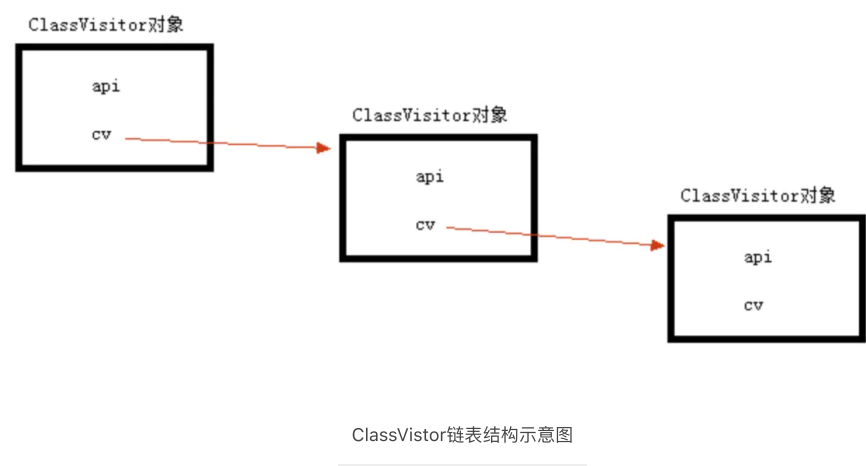 ClassVisitor对象
api
cv
ClassVisitor对象
api
cv
ClassVisitor对象
api
cv
ClassVistor链表结构示意图